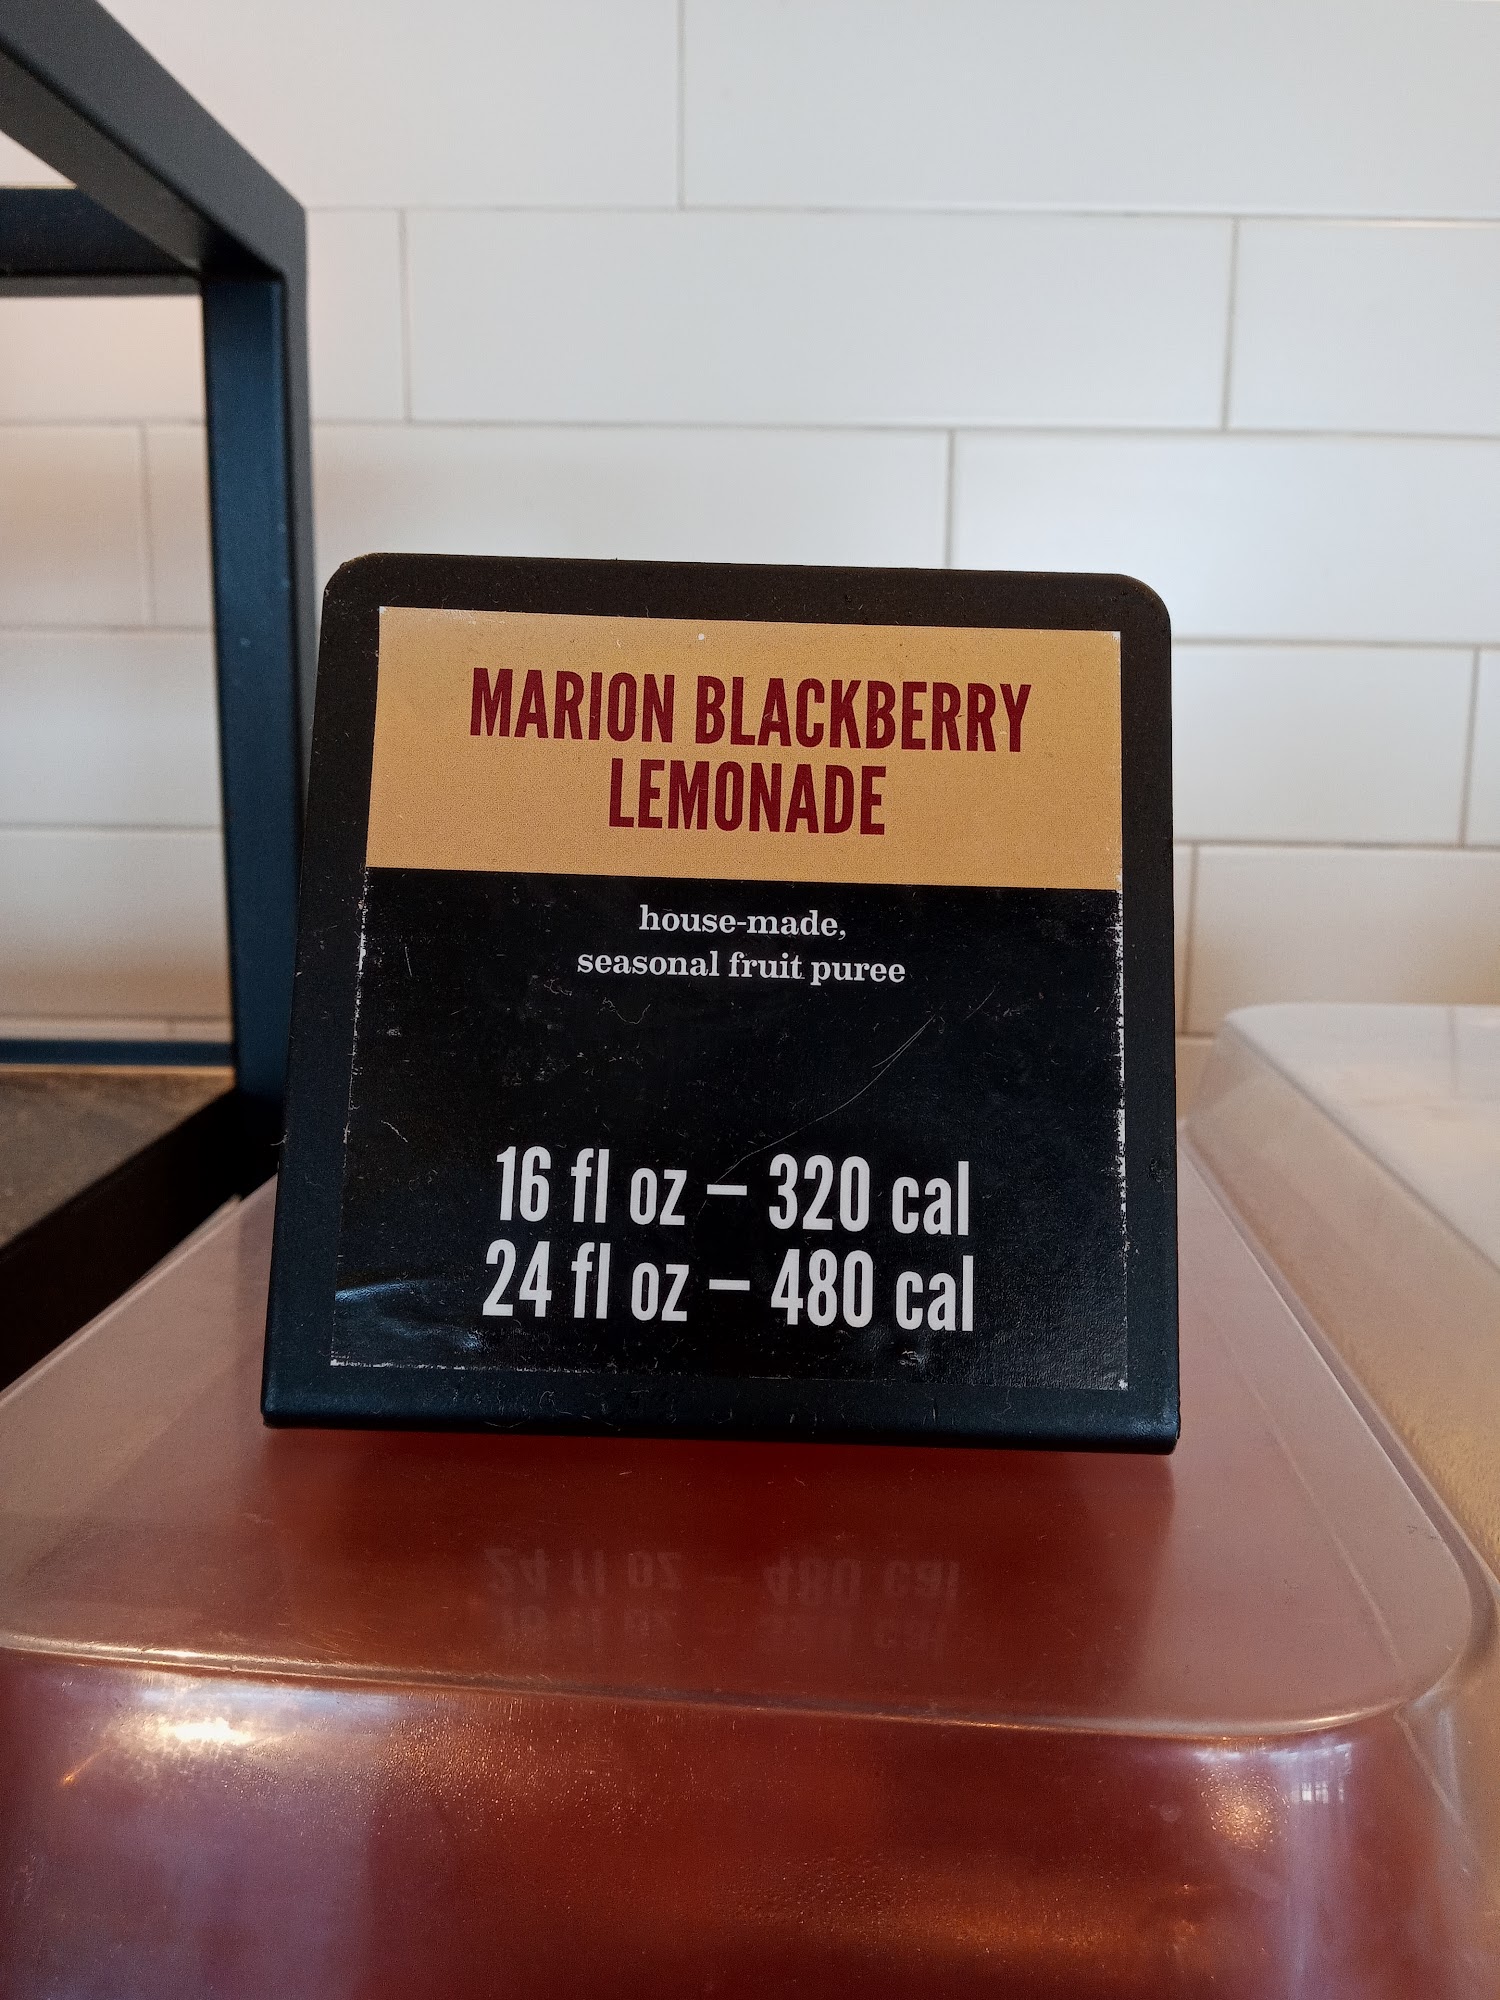 MARION BLACKBERRY
LEMONADE
house-made,
seasonal fruit puree
16 fl oz – 320 cal
24 fl oz – 480 cal